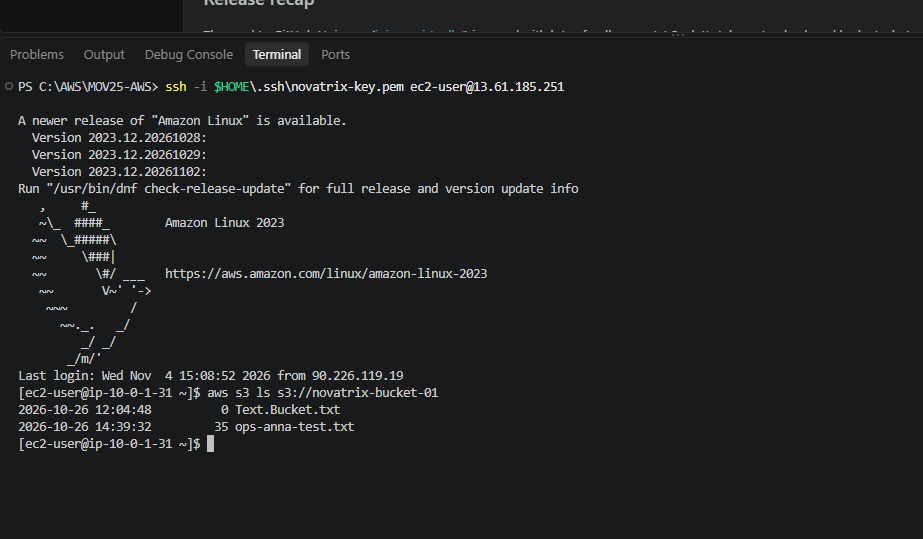 Release recap
Problems Output Debug Console Terminal Ports
PS C:\AWS\MOV25-AWS> ssh -i $HOME\.ssh\novatrix-key.pem ec2-user@13.61.185.251
A newer release of "Amazon Linux" is available.
  Version 2023.12.20261028:
  Version 2023.12.20261029:
  Version 2023.12.20261102:
Run "/usr/bin/dnf check-release-update" for full release and version update info
   ,     #_
   ~\_  ####_        Amazon Linux 2023
  ~~  \_#####\
  ~~     \###|
  ~~       \#/ ___   https://aws.amazon.com/linux/amazon-linux-2023
   ~~       V~' '->
    ~~~         /
      ~~._.   _/
         _/ _/
       _/m/'
Last login: Wed Nov  4 15:08:52 2026 from 90.226.119.19
[ec2-user@ip-10-0-1-31 ~]$ aws s3 ls s3://novatrix-bucket-01
2026-10-26 12:04:48          0 Text.Bucket.txt
2026-10-26 14:39:32         35 ops-anna-test.txt
[ec2-user@ip-10-0-1-31 ~]$